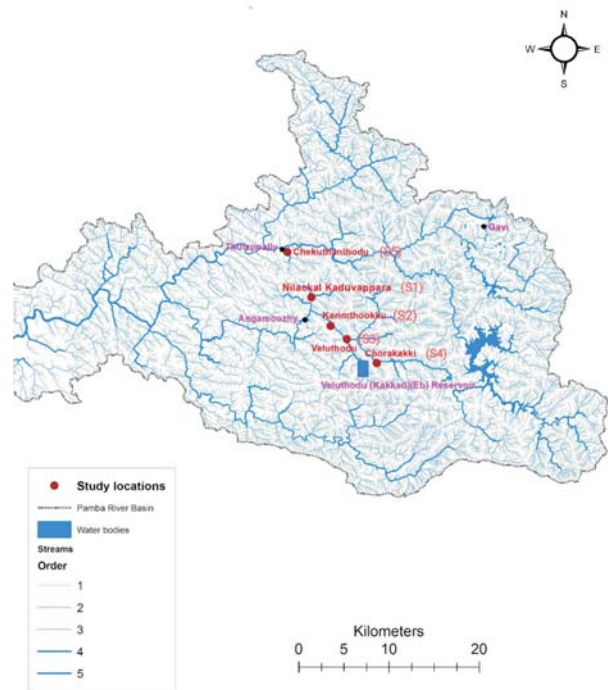 N
W E
S
Gavi
Thulappally
Chekuthanthodu (S5)
Nilackal Kaduvappara (S1)
Karimthookku (S2)
Angamoozhy
(S3)
Veluthodu
Chorakakki (S4)
Veluthodu (Kakkad)(Eb) Reservoir
Study locations
Pamba River Basin
Water bodies
Streams
Order
1
2
3
4
5
Kilometers
0 5 10 20